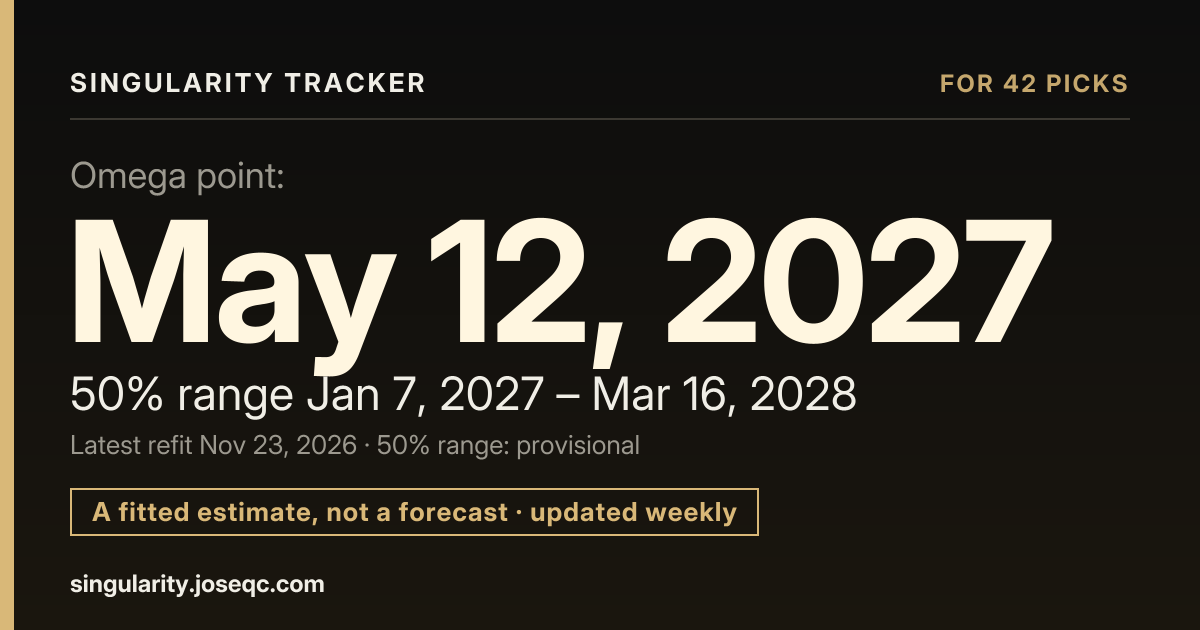 SINGULARITY TRACKER
FOR 42 PICKS
Omega point:
May 12, 2027
50% range Jan 7, 2027 – Mar 16, 2028
Latest refit Nov 23, 2026 · 50% range: provisional
A fitted estimate, not a forecast · updated weekly
singularity.joseqc.com